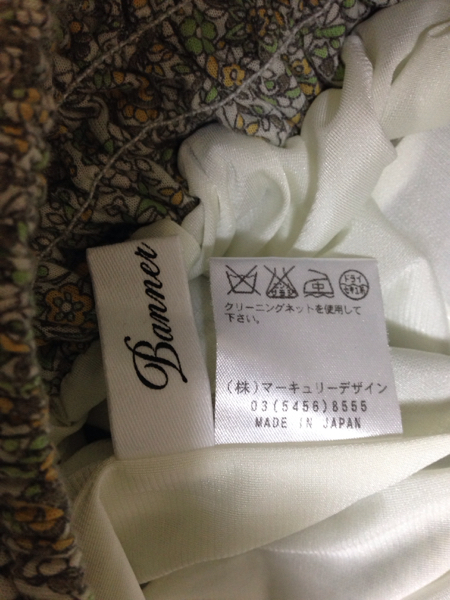 Banner
中
ドライ
クリーニングネットを使用して
下さい。
(株)マーキュリーデザイン
03(5456)8555
MADE IN JAPAN